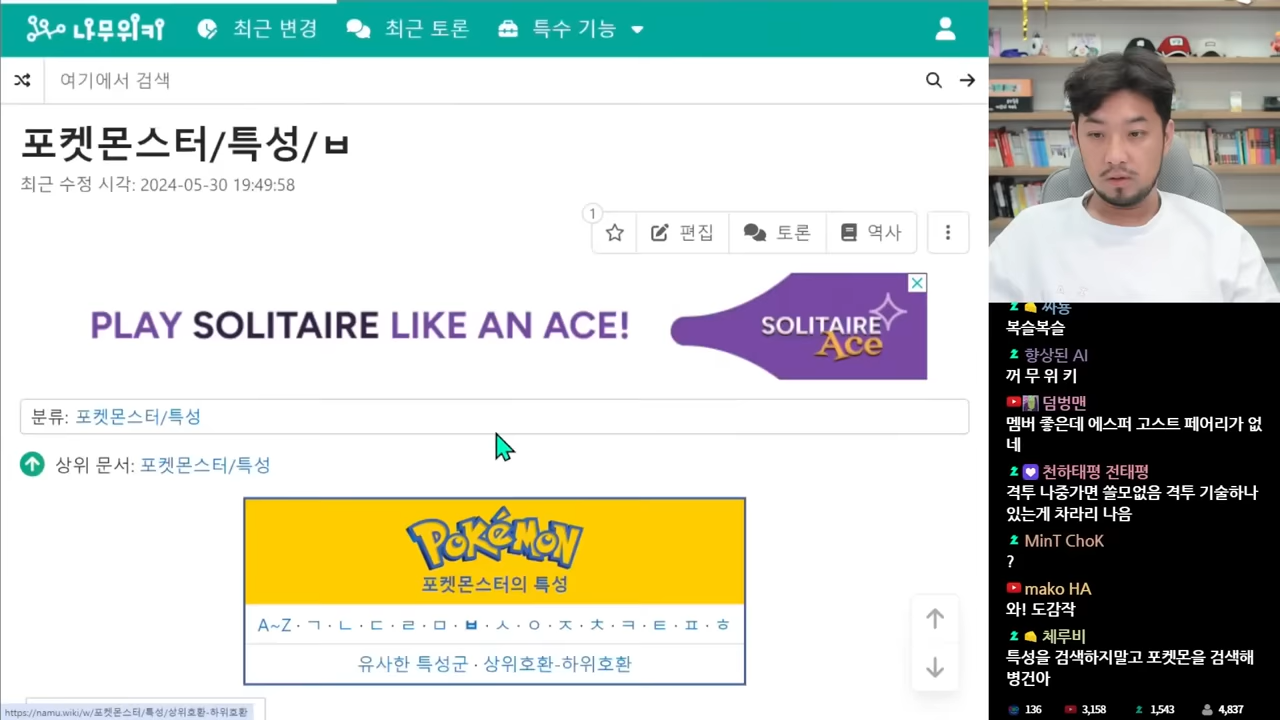 나무위키 최근 변경 최근 토론 특수 기능
여기에서 검색
포켓몬스터/특성/ㅂ
최근 수정 시각: 2024-05-30 19:49:58
1
편집 토론 역사
PLAY SOLITAIRE LIKE AN ACE!
SOLITAIRE
Ace
분류: 포켓몬스터/특성
상위 문서: 포켓몬스터/특성
POKéMON
포켓몬스터의 특성
A~Z · ㄱ · ㄴ · ㄷ · ㄹ · ㅁ · ㅂ · ㅅ · ㅇ · ㅈ · ㅊ · ㅋ · ㅌ · ㅍ · ㅎ
유사한 특성군 · 상위호환-하위호환
https://namu.wiki/w/포켓몬스터/특성/상위호환-하위호환
싸늉
복슬복슬
향상된 AI
꺼 무 위 키
덤벙맨
멤버 좋은데 에스퍼 고스트 페어리가 없
네
천하태평 전태평
격투 나중가면 쓸모없음 격투 기술하나
있는게 차라리 나음
MinT ChoK
?
mako HA
와! 도감작
체루비
특성을 검색하지말고 포켓몬을 검색해
병건아
136 3,158 1,543 4,837